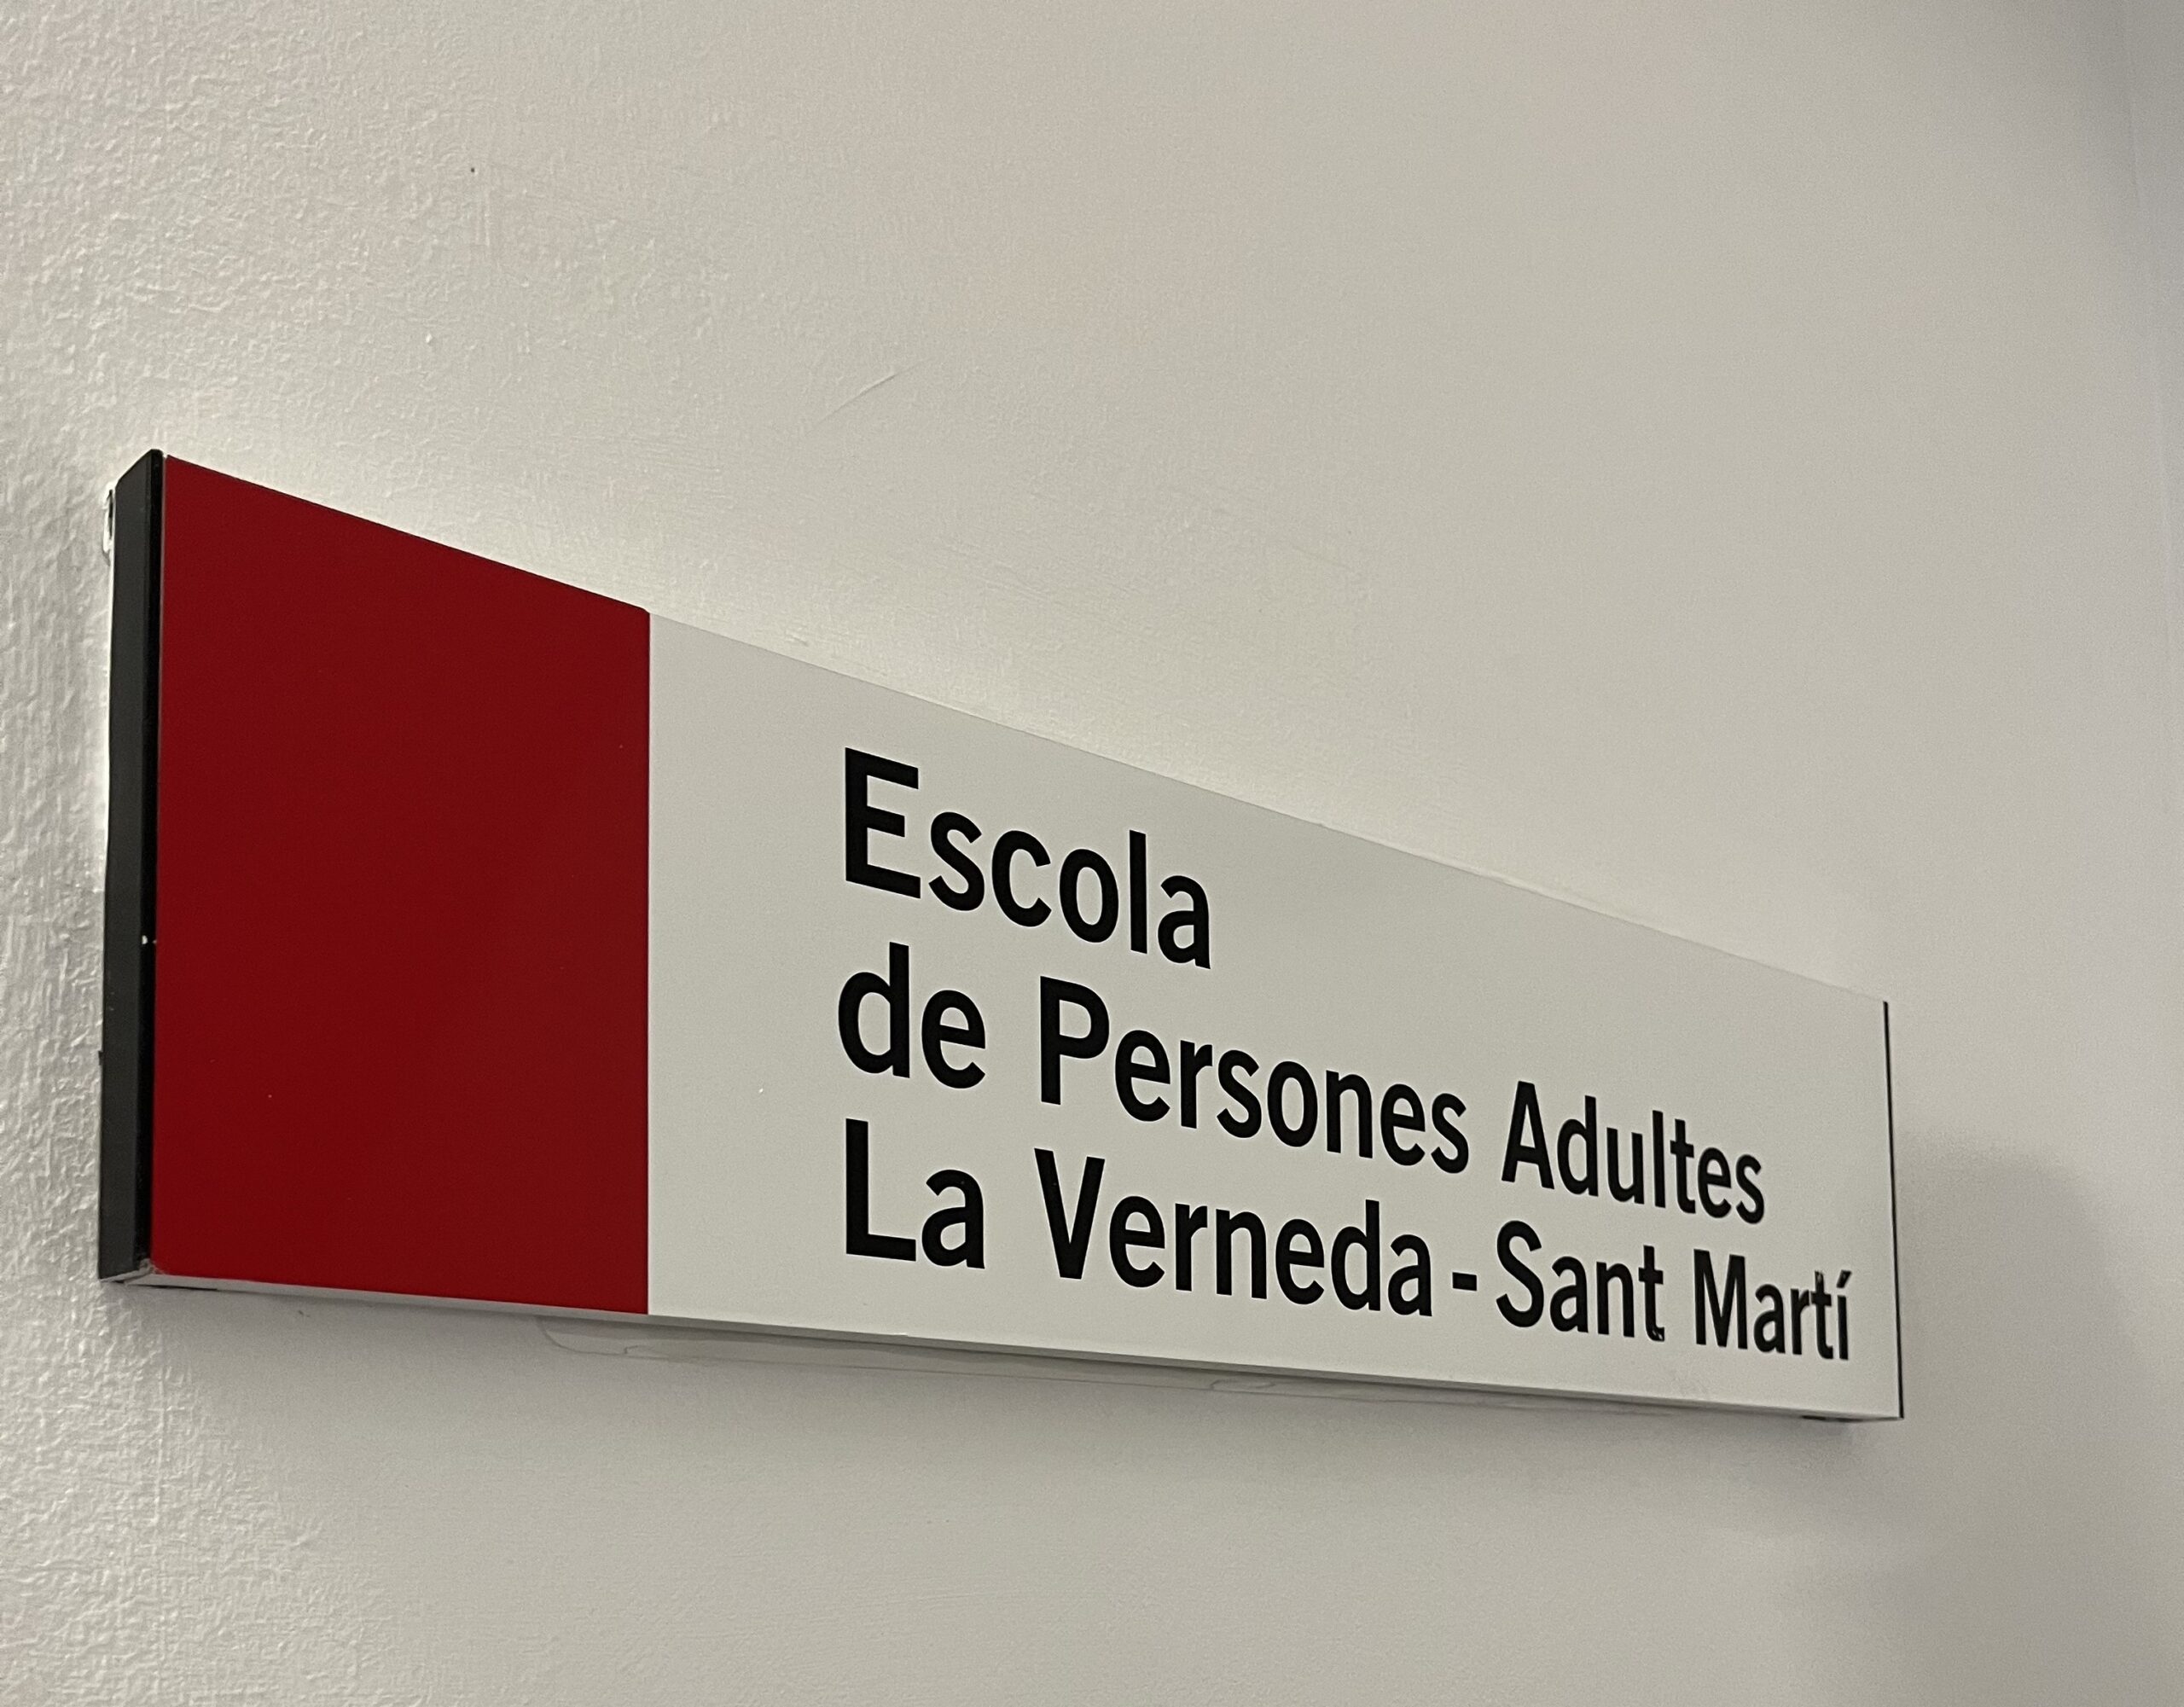 Escola
de Persones Adultes
La Verneda - Sant Martí